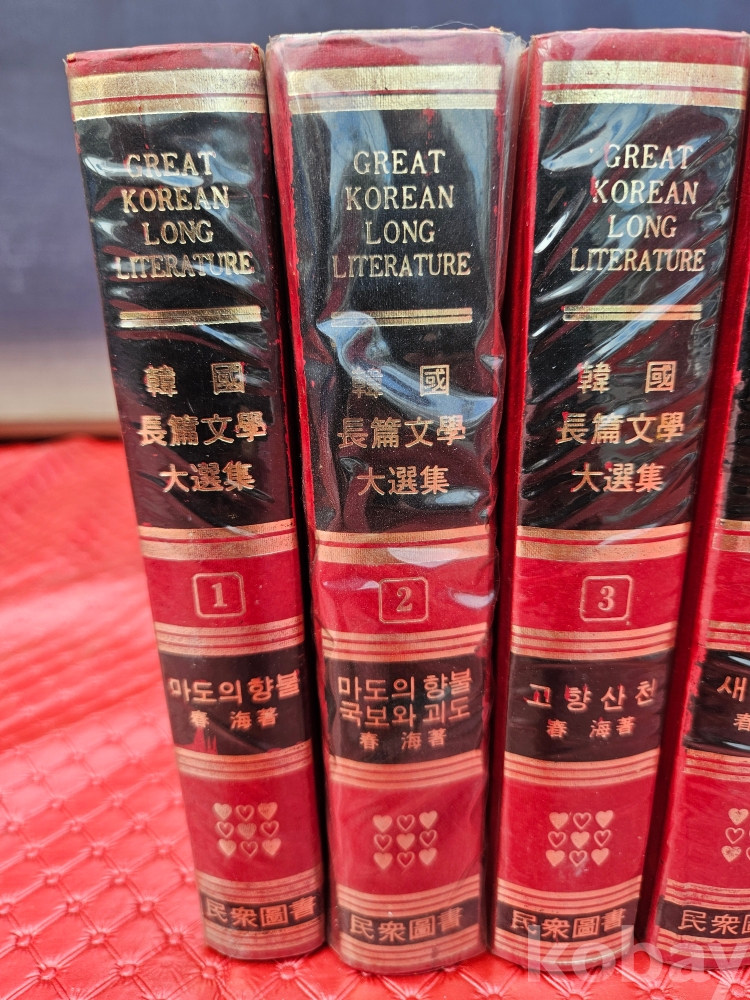 GREAT
KOREAN
LONG
LITERATURE
韓國
長篇文學
大選集
1
마도의향불
春海著
民衆圖書
GREAT
KOREAN
LONG
LITERATURE
韓國
長篇文學
大選集
2
마도의향불
국보와괴도
春海著
民衆圖書
GREAT
KOREAN
LONG
LITERATURE
韓國
長篇文學
大選集
3
고향산천
春海著
民衆圖書
새
春
民衆
kobay